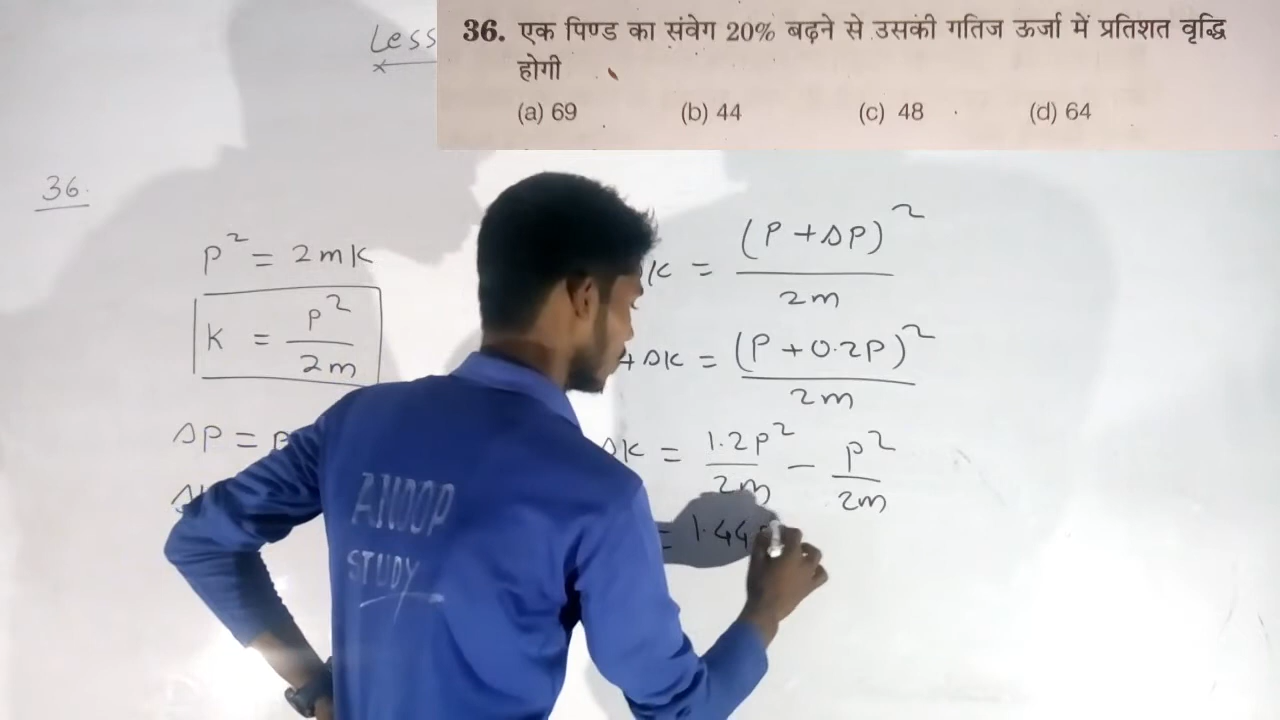 Less
36. एक पिण्ड का संवेग 20% बढ़ने से उसकी गतिज ऊर्जा में प्रतिशत वृद्धि
होगी
(a) 69 (b) 44 (c) 48 (d) 64
36.
P² = 2mk
K = P²/2m
ΔP = P
K = (P + ΔP)²/2m
+ ΔK = (P + 0.2P)²/2m
ΔK = 1.2P²/2m − P²/2m
= 1.44
ANOOP
STUDY